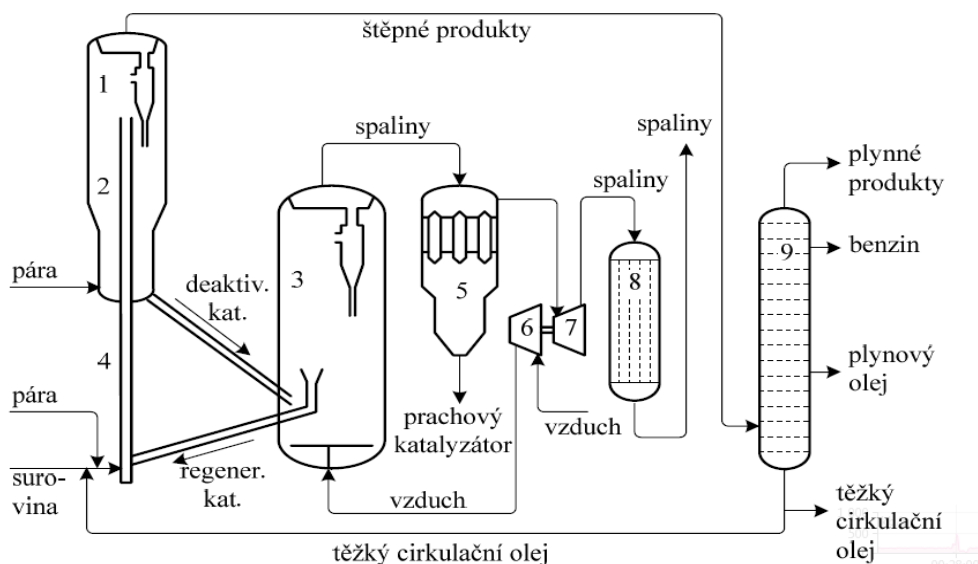 štěpné produkty
1
spaliny
spaliny
spaliny
plynné
produkty
2
benzin
9
pára
deaktiv.
kat.
3
5
8
6
7
4
plynový
olej
pára
prachový
katalyzátor
vzduch
suro-
vina
regener.
kat.
vzduch
těžký
cirkulační
olej
těžký cirkulační olej